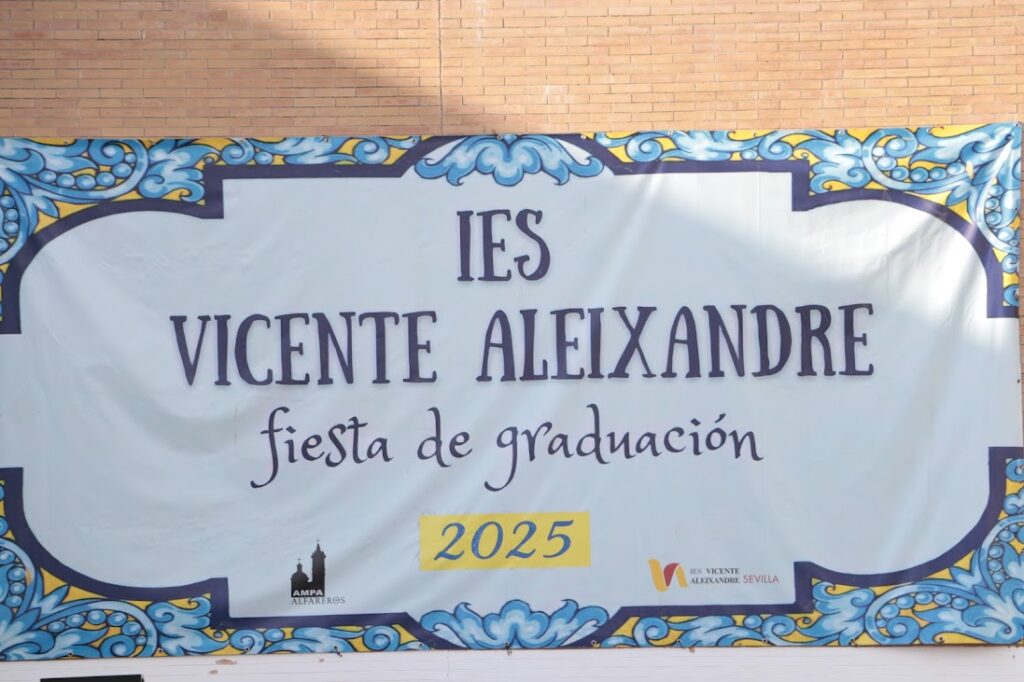 IES
VICENTE ALEIXANDRE
fiesta de graduación
2025
AMPA
ALFAREROS
IES VICENTE
ALEIXANDRE SEVILLA